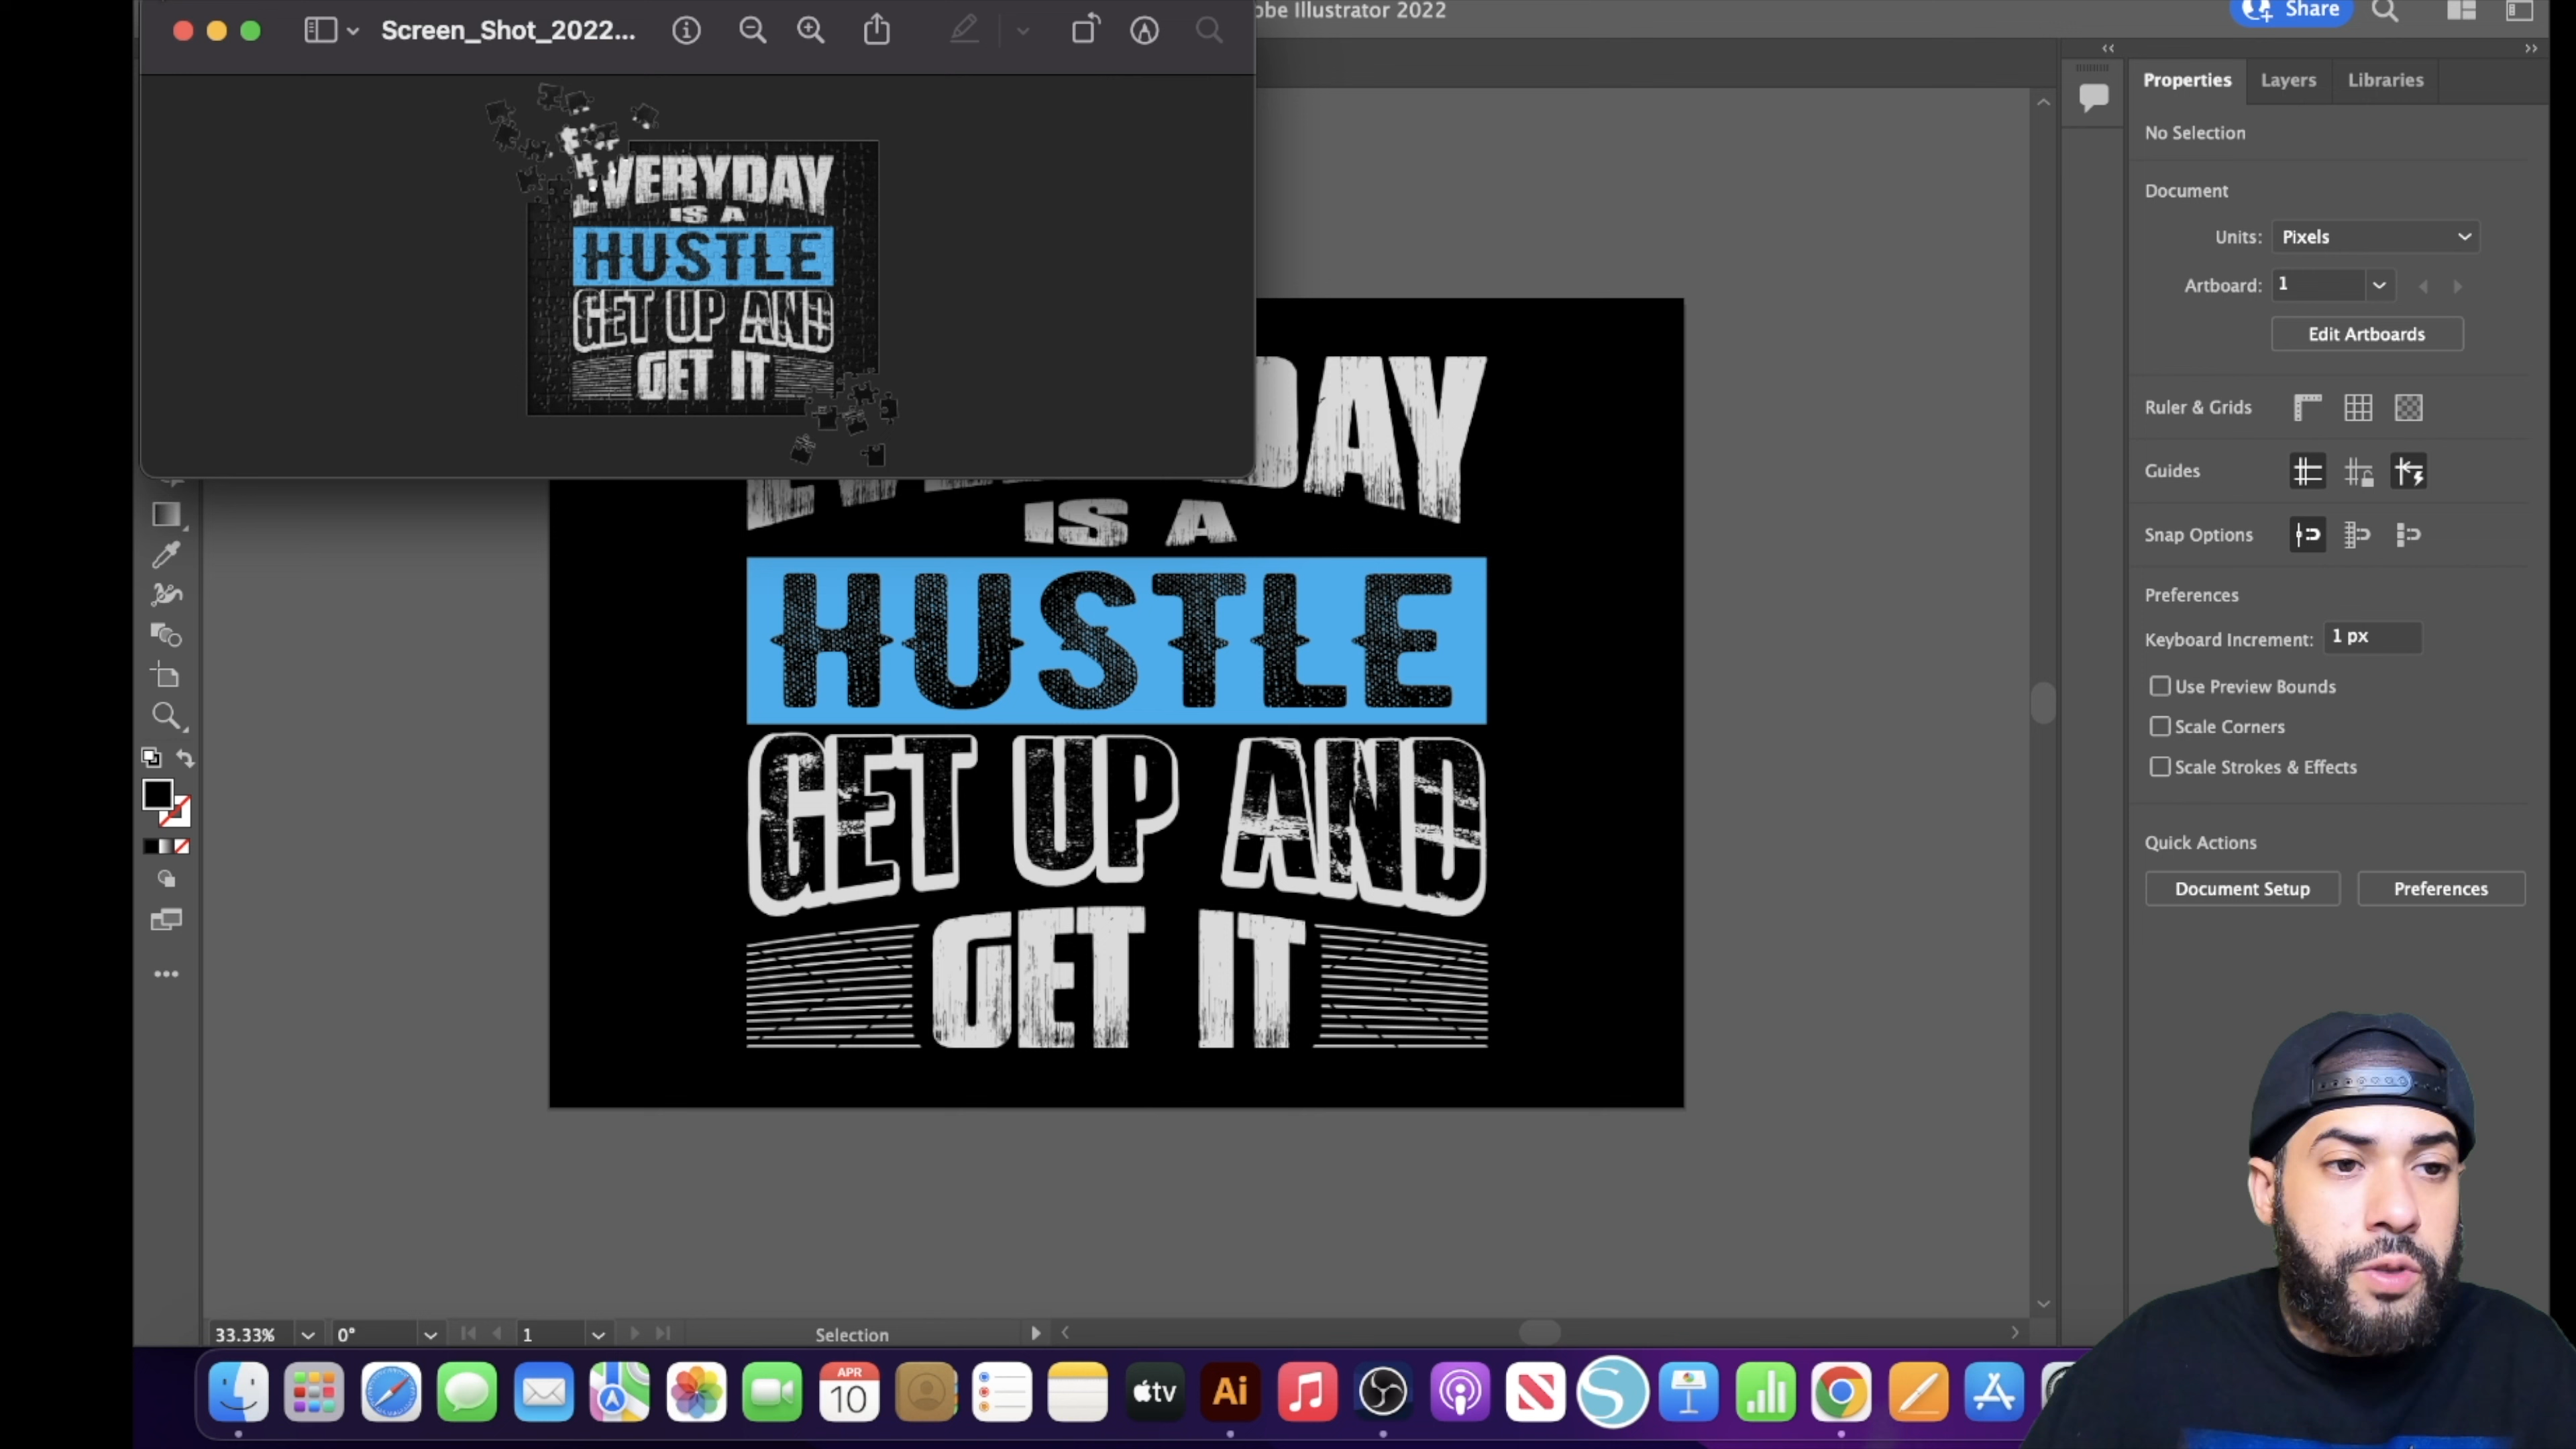 Screen_Shot_2022...
obe Illustrator 2022
Share
EVERYDAY
IS A
HUSTLE
GET UP AND
GET IT
DAY
IS A
HUSTLE
GET UP AND
GET IT
Properties
Layers
Libraries
No Selection
Document
Units: Pixels
Artboard: 1
Edit Artboards
Ruler & Grids
Guides
Snap Options
Preferences
Keyboard Increment: 1 px
Use Preview Bounds
Scale Corners
Scale Strokes & Effects
Quick Actions
Document Setup
Preferences
33.33%
0°
1
Selection
APR
10
tv
Ai